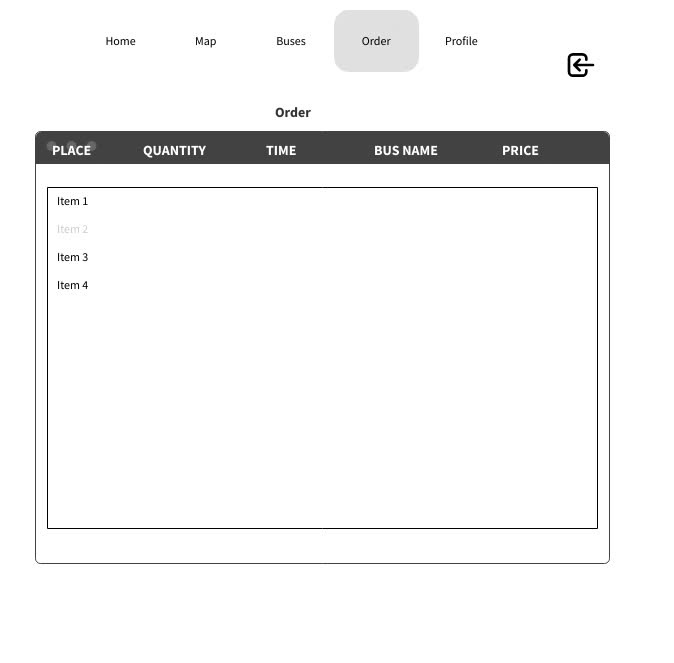 Home Map Buses Order Profile
Order
PLACE QUANTITY TIME BUS NAME PRICE
Item 1
Item 2
Item 3
Item 4